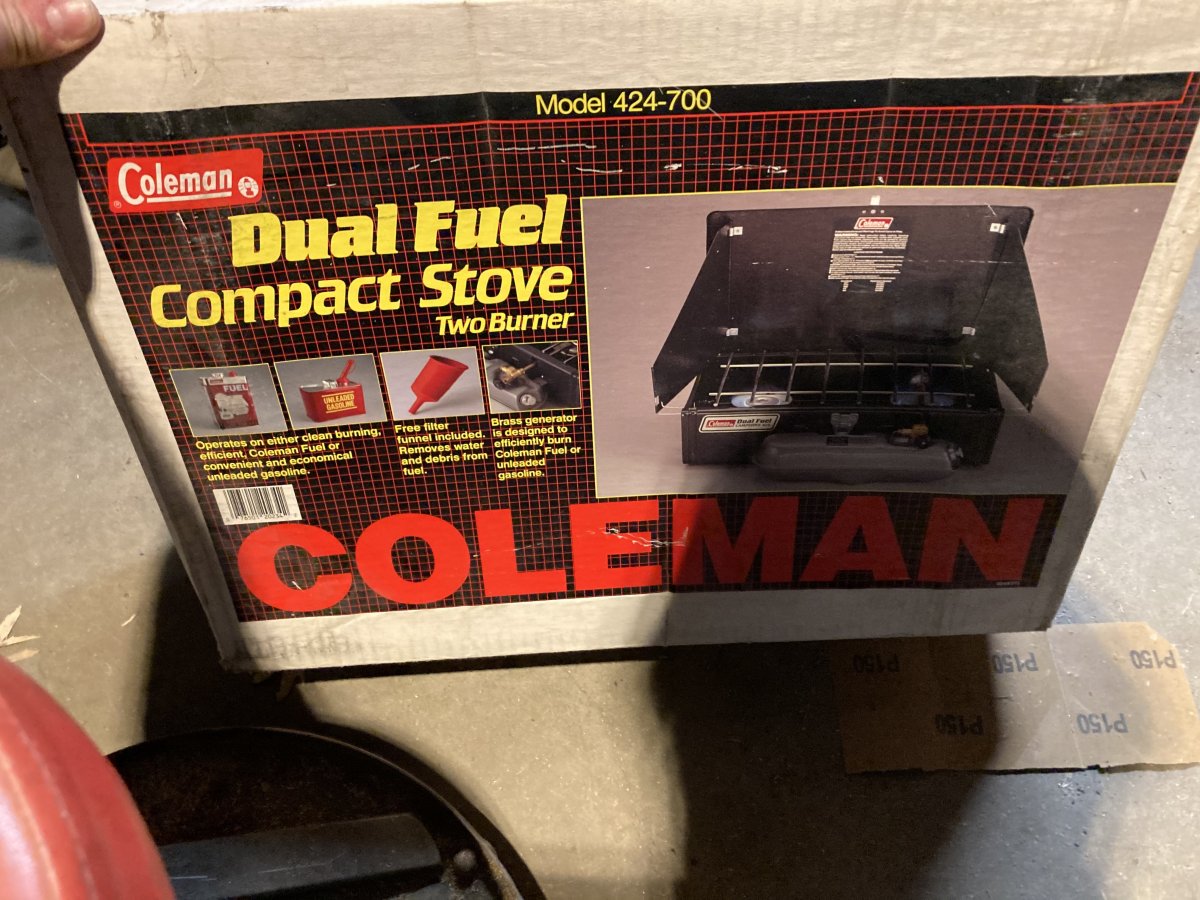 Model 424-700
Coleman
Dual Fuel
Compact Stove
Two Burner
FUEL
UNLEADED
GASOLINE
Operates on either clean burning,
efficient, Coleman Fuel or
convenient and economical
unleaded gasoline.
Free filter
funnel included.
Removes water
and debris from
fuel.
Brass generator
is designed to
efficiently burn
Coleman Fuel or
unleaded
gasoline.
Coleman
Coleman Dual Fuel
COLEMAN
P150
P150
P150
P150
P150